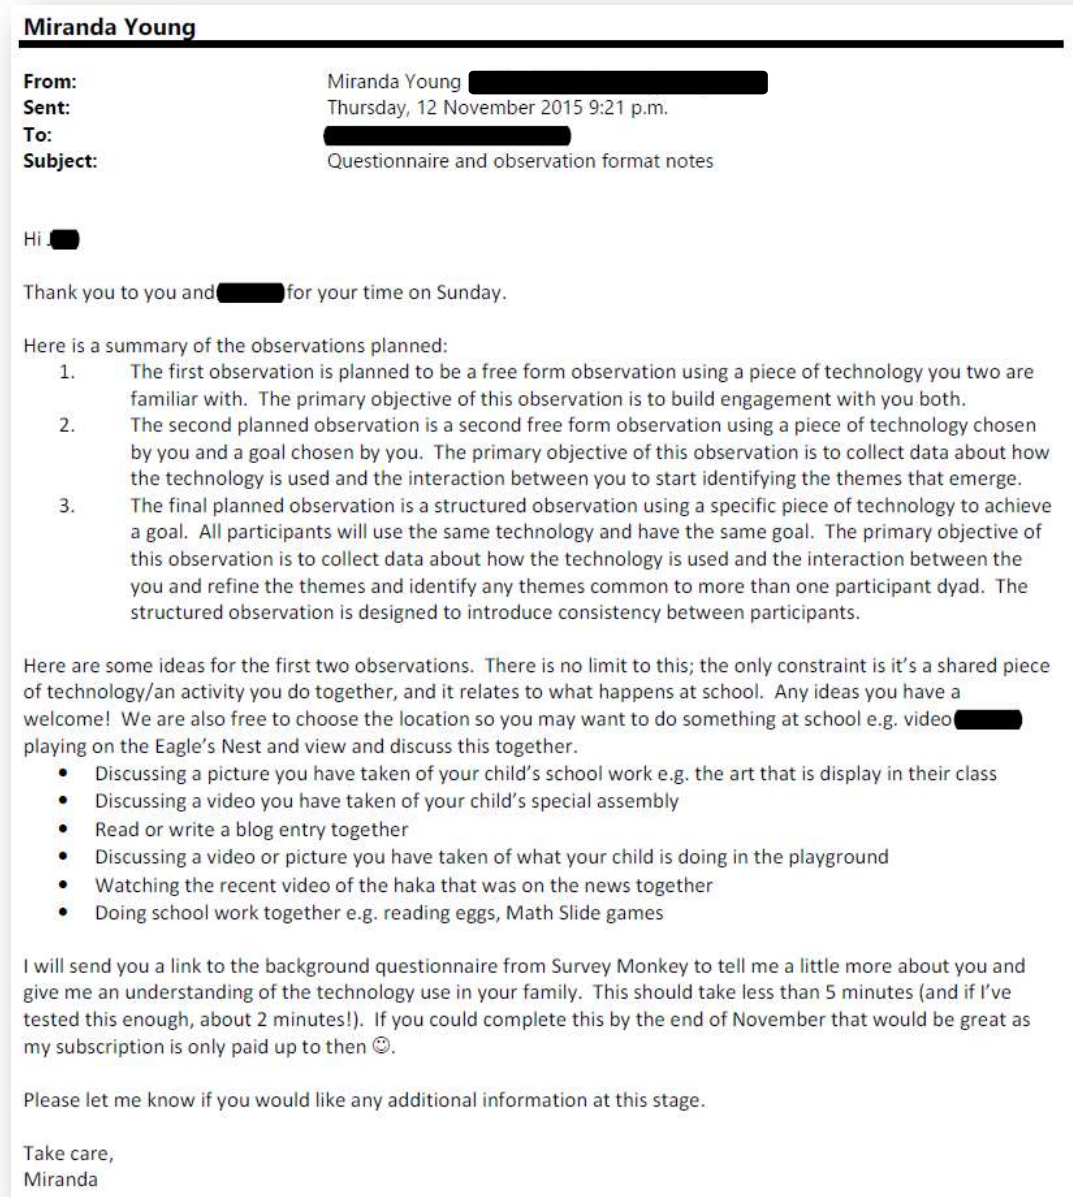 Miranda Young
From: Miranda Young
Sent: Thursday, 12 November 2015 9:21 p.m.
To:
Subject: Questionnaire and observation format notes
Hi
Thank you to you and for your time on Sunday.
Here is a summary of the observations planned:
1. The first observation is planned to be a free form observation using a piece of technology you two are
familiar with. The primary objective of this observation is to build engagement with you both.
2. The second planned observation is a second free form observation using a piece of technology chosen
by you and a goal chosen by you. The primary objective of this observation is to collect data about how
the technology is used and the interaction between you to start identifying the themes that emerge.
3. The final planned observation is a structured observation using a specific piece of technology to achieve
a goal. All participants will use the same technology and have the same goal. The primary objective of
this observation is to collect data about how the technology is used and the interaction between the
you and refine the themes and identify any themes common to more than one participant dyad. The
structured observation is designed to introduce consistency between participants.
Here are some ideas for the first two observations. There is no limit to this; the only constraint is it's a shared piece
of technology/an activity you do together, and it relates to what happens at school. Any ideas you have a
welcome! We are also free to choose the location so you may want to do something at school e.g. video
playing on the Eagle's Nest and view and discuss this together.
• Discussing a picture you have taken of your child's school work e.g. the art that is display in their class
• Discussing a video you have taken of your child's special assembly
• Read or write a blog entry together
• Discussing a video or picture you have taken of what your child is doing in the playground
• Watching the recent video of the haka that was on the news together
• Doing school work together e.g. reading eggs, Math Slide games
I will send you a link to the background questionnaire from Survey Monkey to tell me a little more about you and
give me an understanding of the technology use in your family. This should take less than 5 minutes (and if I've
tested this enough, about 2 minutes!). If you could complete this by the end of November that would be great as
my subscription is only paid up to then ☺.
Please let me know if you would like any additional information at this stage.
Take care,
Miranda